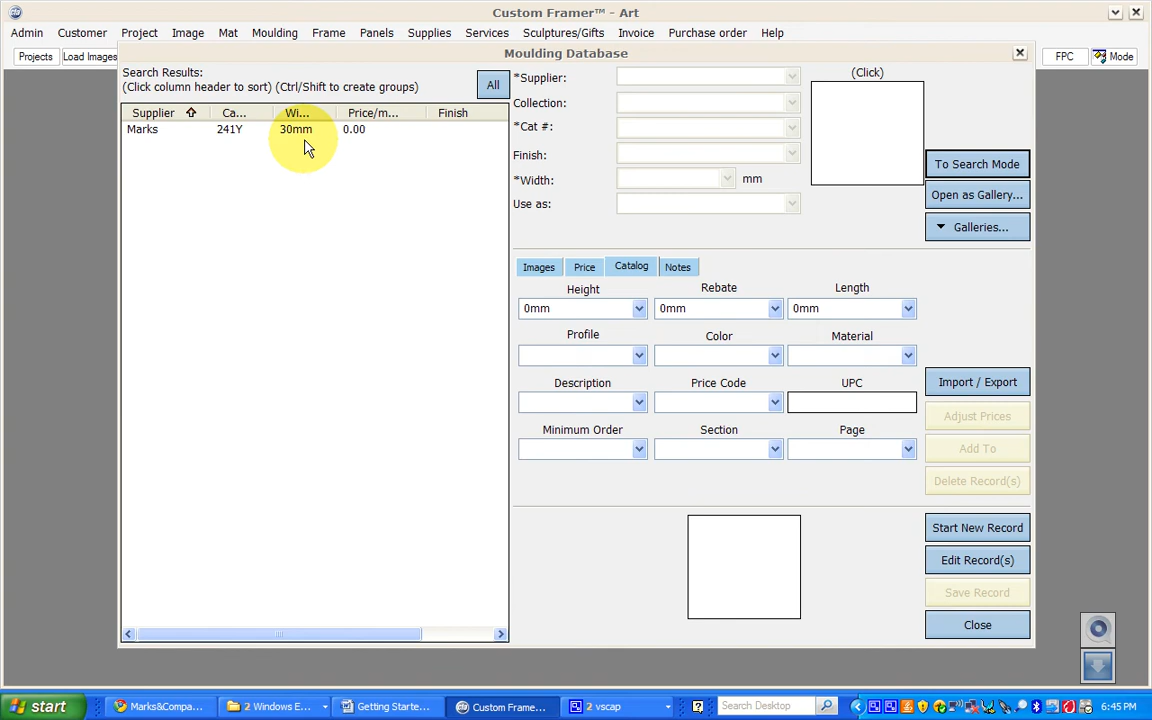 Custom Framer™ - Art
Admin Customer Project Image Mat Moulding Frame Panels Supplies Services Sculptures/Gifts Invoice Purchase order Help
Projects Load Images FPC Mode
Moulding Database
Search Results:
(Click column header to sort) (Ctrl/Shift to create groups) All
Supplier Ca... Wi... Price/m... Finish
Marks 241Y 30mm 0.00
*Supplier:
Collection:
*Cat #:
Finish:
*Width: mm
Use as:
(Click)
To Search Mode
Open as Gallery...
Galleries...
Images Price Catalog Notes
Height Rebate Length
0mm 0mm 0mm
Profile Color Material
Description Price Code UPC
Minimum Order Section Page
Import / Export
Adjust Prices
Add To
Delete Record(s)
Start New Record
Edit Record(s)
Save Record
Close
start Marks&Compa... 2 Windows E... Getting Starte... Custom Frame... 2 vscap ? Search Desktop 6:45 PM